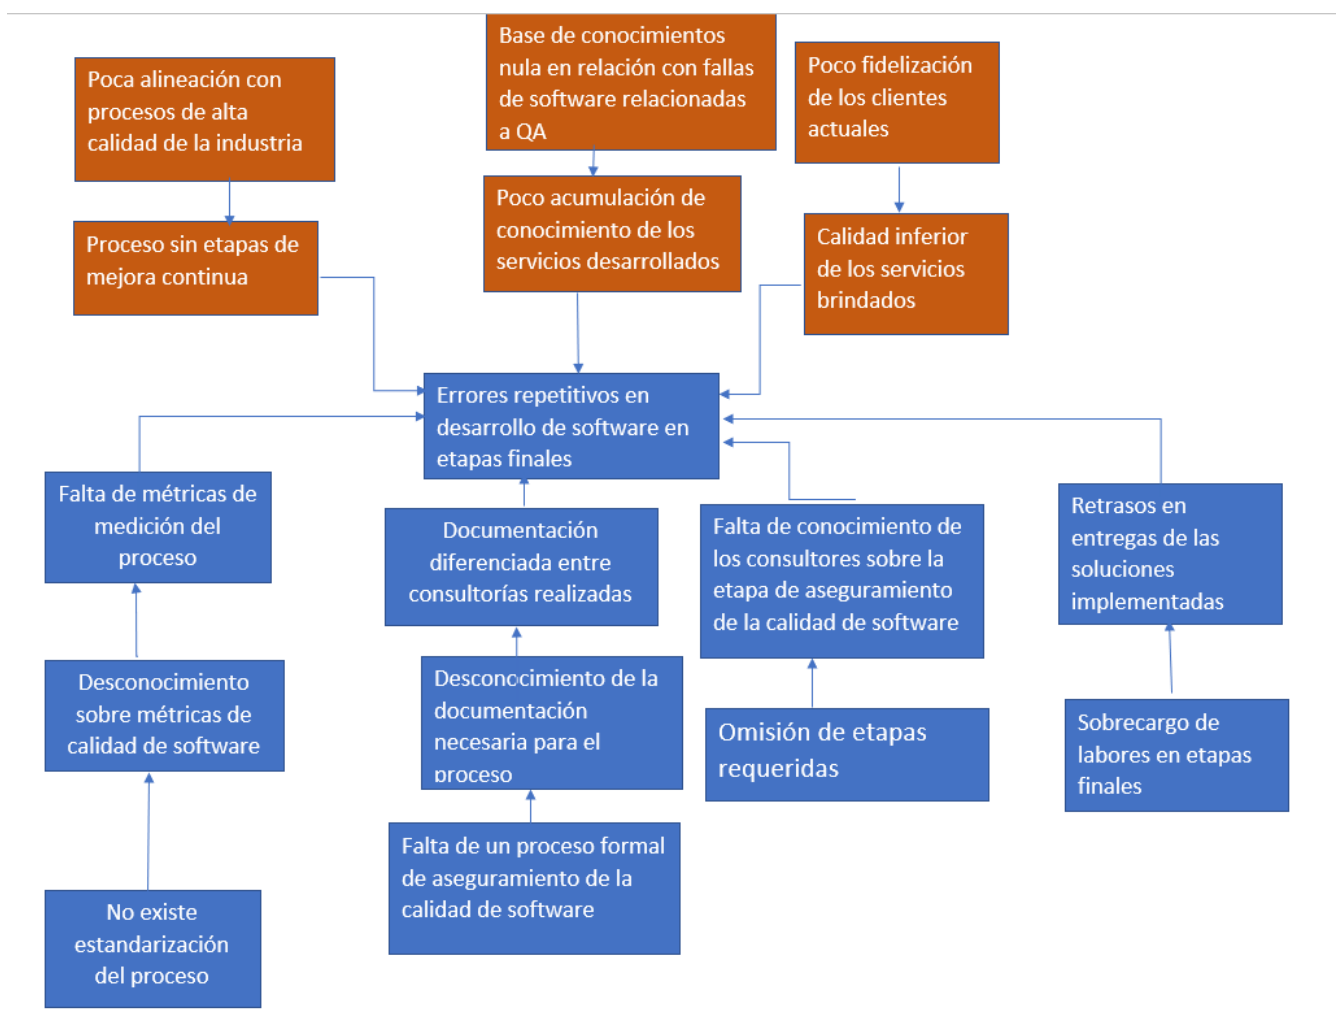 Poca alineación con
procesos de alta
calidad de la industria
Base de conocimientos
nula en relación con fallas
de software relacionadas
a QA
Poco fidelización
de los clientes
actuales
Proceso sin etapas de
mejora continua
Poco acumulación de
conocimiento de los
servicios desarrollados
Calidad inferior
de los servicios
brindados
Errores repetitivos en
desarrollo de software en
etapas finales
Falta de métricas de
medición del
proceso
Documentación
diferenciada entre
consultorías realizadas
Falta de conocimiento de
los consultores sobre la
etapa de aseguramiento
de la calidad de software
Retrasos en
entregas de las
soluciones
implementadas
Desconocimiento
sobre métricas de
calidad de software
Desconocimiento de la
documentación
necesaria para el
proceso
Omisión de etapas
requeridas
Sobrecargo de
labores en etapas
finales
No existe
estandarización
del proceso
Falta de un proceso formal
de aseguramiento de la
calidad de software